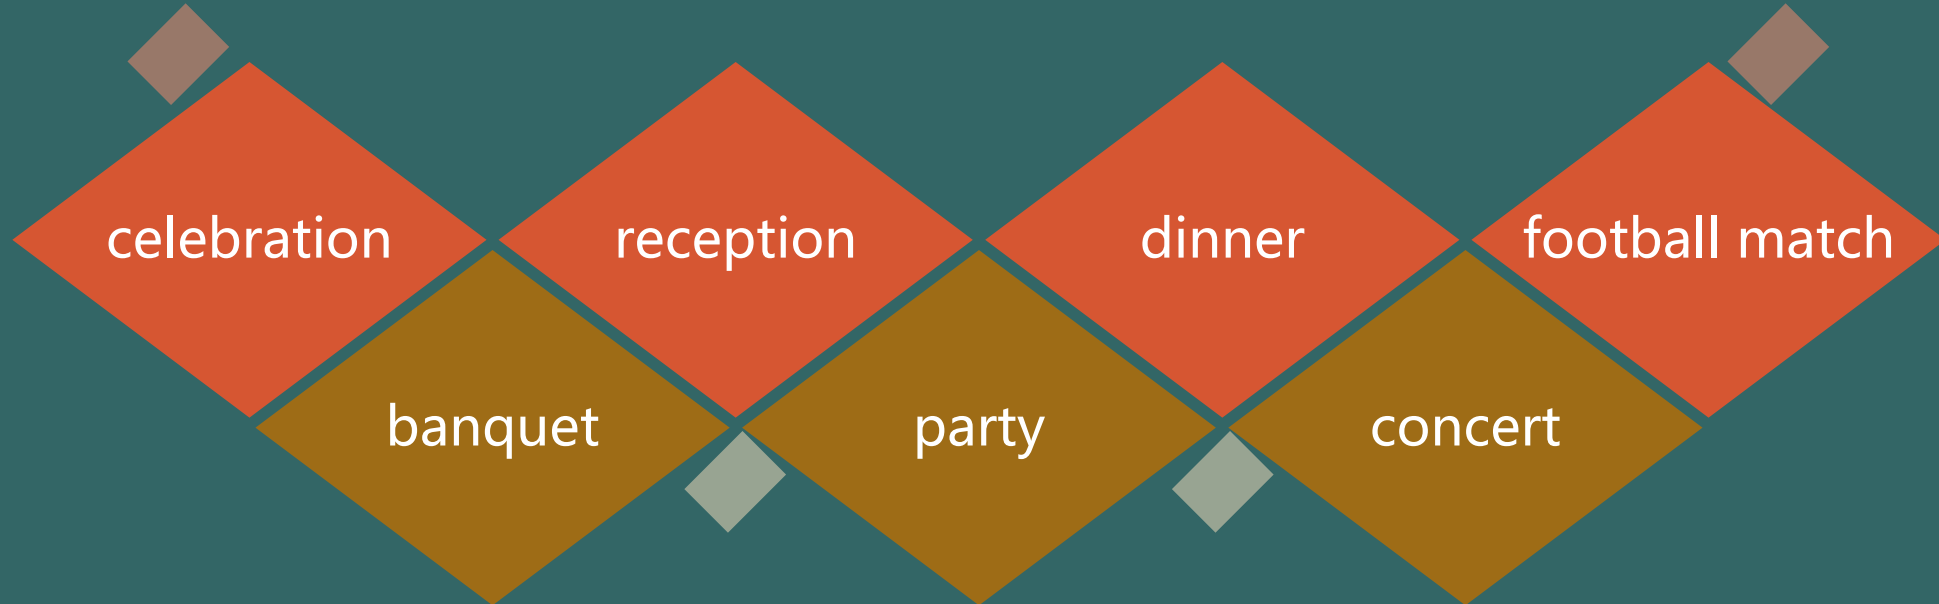 celebration
reception
dinner
football match
banquet
party
concert